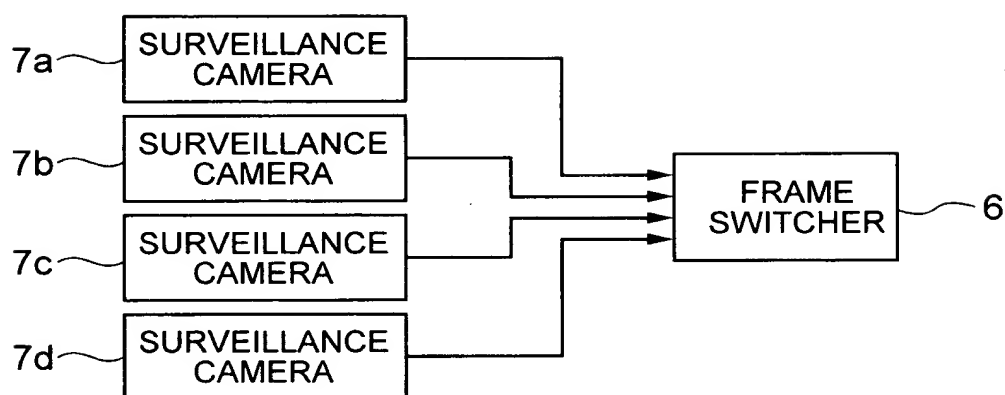 7a
SURVEILLANCE
CAMERA
7b
SURVEILLANCE
CAMERA
7c
SURVEILLANCE
CAMERA
7d
SURVEILLANCE
CAMERA
FRAME
SWITCHER
6